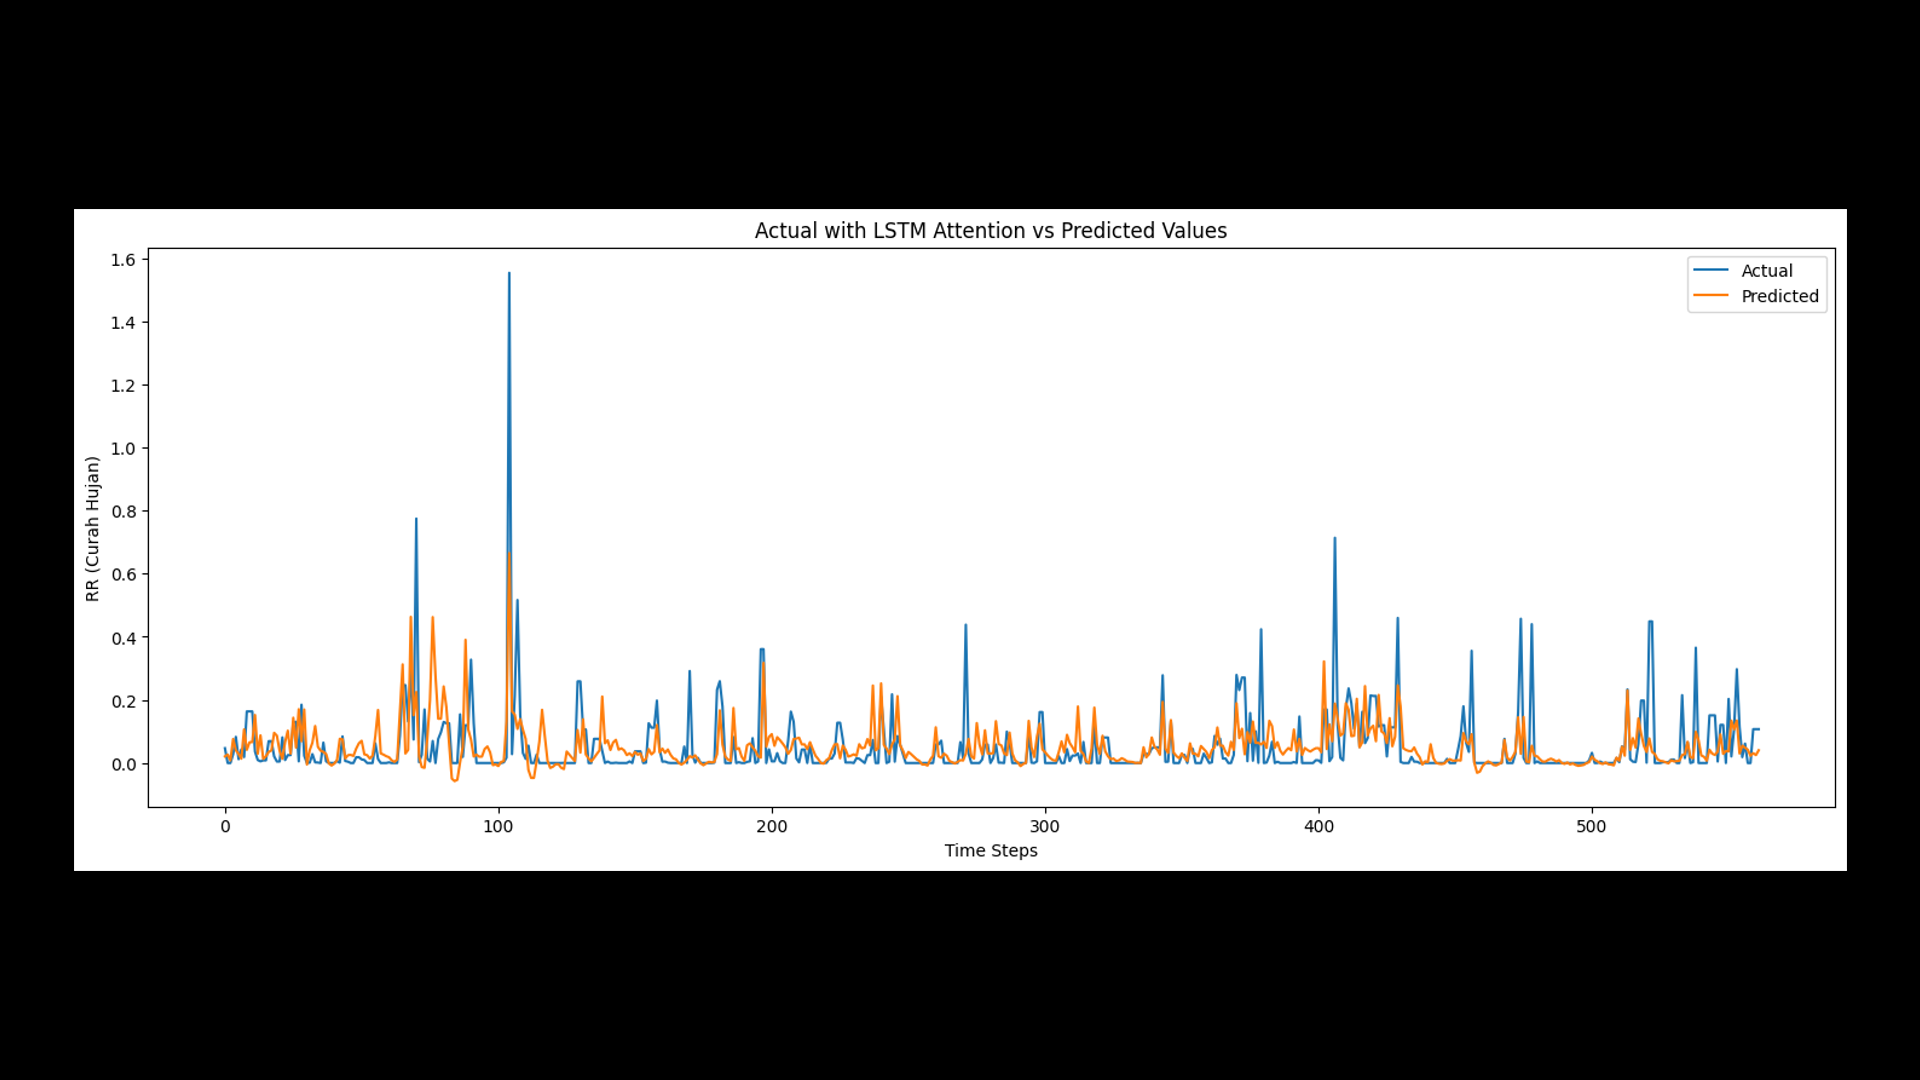 Actual with LSTM Attention vs Predicted Values
1.6
1.4
1.2
1.0
0.8
0.6
0.4
0.2
0.0
RR (Curah Hujan)
Actual
Predicted
0 100 200 300 400 500
Time Steps